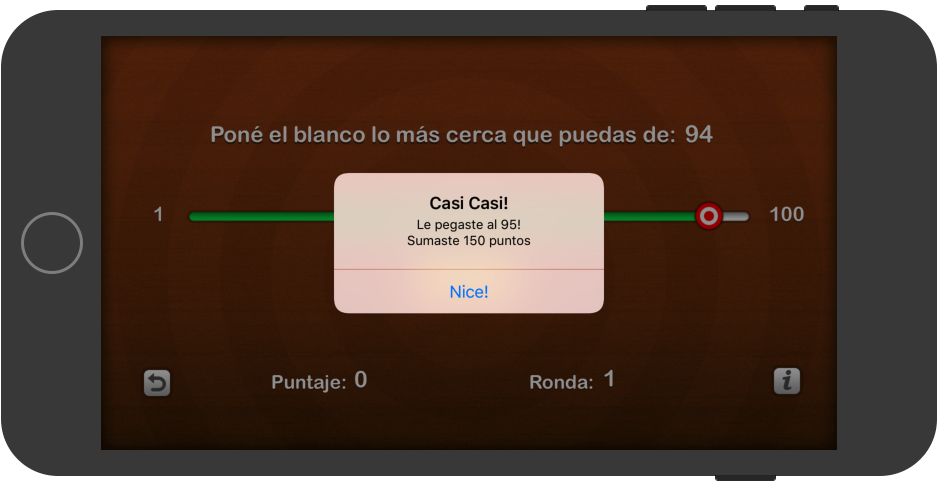 Poné el blanco lo más cerca que puedas de: 94
Casi Casi!
Le pegaste al 95!
Sumaste 150 puntos
1
100
Nice!
Puntaje: 0
Ronda: 1
i